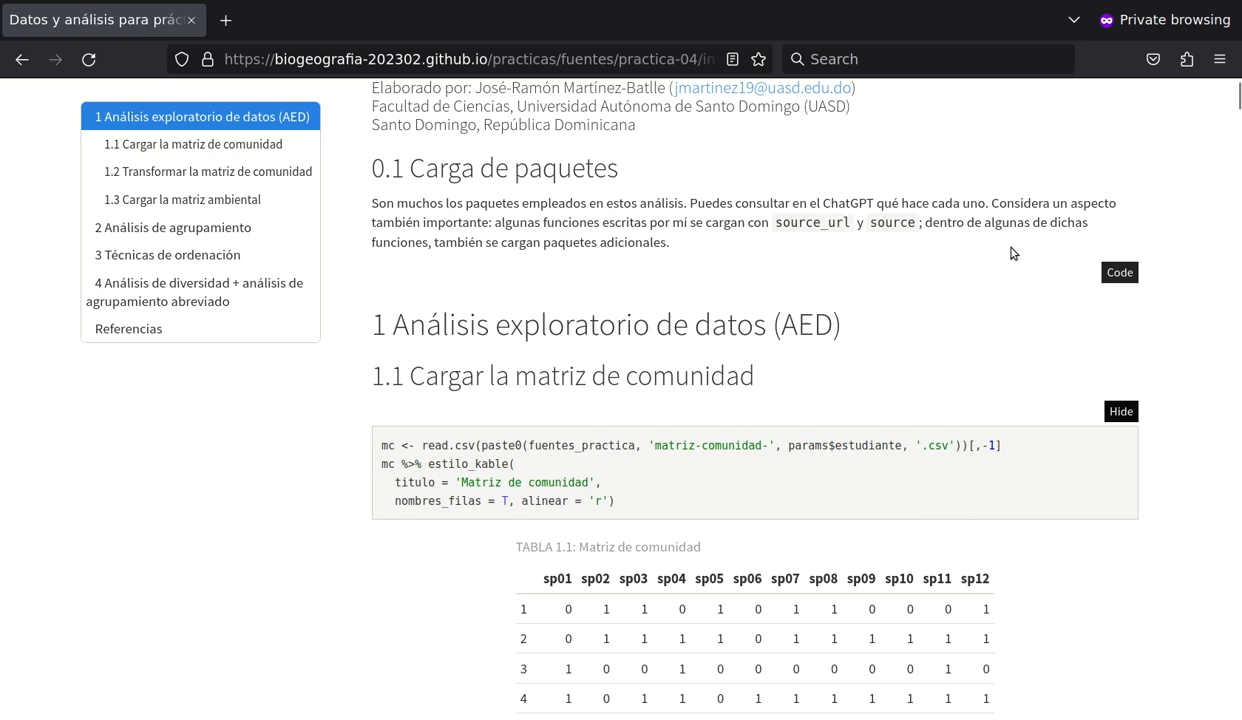 Datos y análisis para prác
Private browsing
https://biogeografia-202302.github.io/practicas/fuentes/practica-04/in
Search
1 Análisis exploratorio de datos (AED)
1.1 Cargar la matriz de comunidad
1.2 Transformar la matriz de comunidad
1.3 Cargar la matriz ambiental
2 Análisis de agrupamiento
3 Técnicas de ordenación
4 Análisis de diversidad + análisis de
agrupamiento abreviado
Referencias
Elaborado por: José-Ramón Martínez-Batlle (jmartinez19@uasd.edu.do)
Facultad de Ciencias, Universidad Autónoma de Santo Domingo (UASD)
Santo Domingo, República Dominicana
0.1 Carga de paquetes
Son muchos los paquetes empleados en estos análisis. Puedes consultar en el ChatGPT qué hace cada uno. Considera un aspecto
también importante: algunas funciones escritas por mí se cargan con source_url y source; dentro de algunas de dichas
funciones, también se cargan paquetes adicionales.
Code
1 Análisis exploratorio de datos (AED)
1.1 Cargar la matriz de comunidad
Hide
mc <- read.csv(paste0(fuentes_practica, 'matriz-comunidad-', params$estudiante, '.csv'))[,-1]
mc %>% estilo_kable(
titulo = 'Matriz de comunidad',
nombres_filas = T, alinear = 'r')
TABLA 1.1: Matriz de comunidad
sp01 sp02 sp03 sp04 sp05 sp06 sp07 sp08 sp09 sp10 sp11 sp12
1 0 1 1 0 1 0 1 1 0 0 0 1
2 0 1 1 1 1 0 1 1 1 1 1 1
3 1 0 0 1 0 0 0 0 0 0 1 0
4 1 0 1 1 0 1 1 1 1 1 1 1